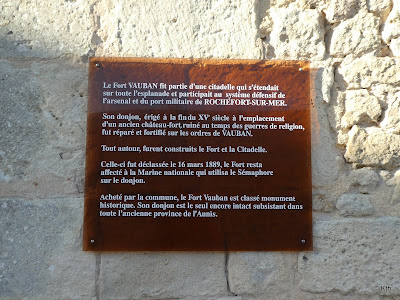 Le Fort VAUBAN fit partie d'une citadelle qui s'étendait
sur toute l'esplanade et participait au système défensif de
l'arsenal et du port militaire de ROCHEFORT-SUR-MER.
Son donjon, érigé à la fin du XVe siècle à l'emplacement
d'un ancien château-fort, ruiné au temps des guerres de religion,
fut réparé et fortifié sur les ordres de VAUBAN.
Tout autour, furent construits le Fort et la Citadelle.
Celle-ci fut déclassée le 16 mars 1889, le Fort resta
affecté à la Marine nationale qui utilisa le Sémaphore
sur le donjon.
Acheté par la commune, le Fort Vauban est classé monument
historique. Son donjon est le seul encore intact subsistant dans
toute l'ancienne province de l'Aunis.